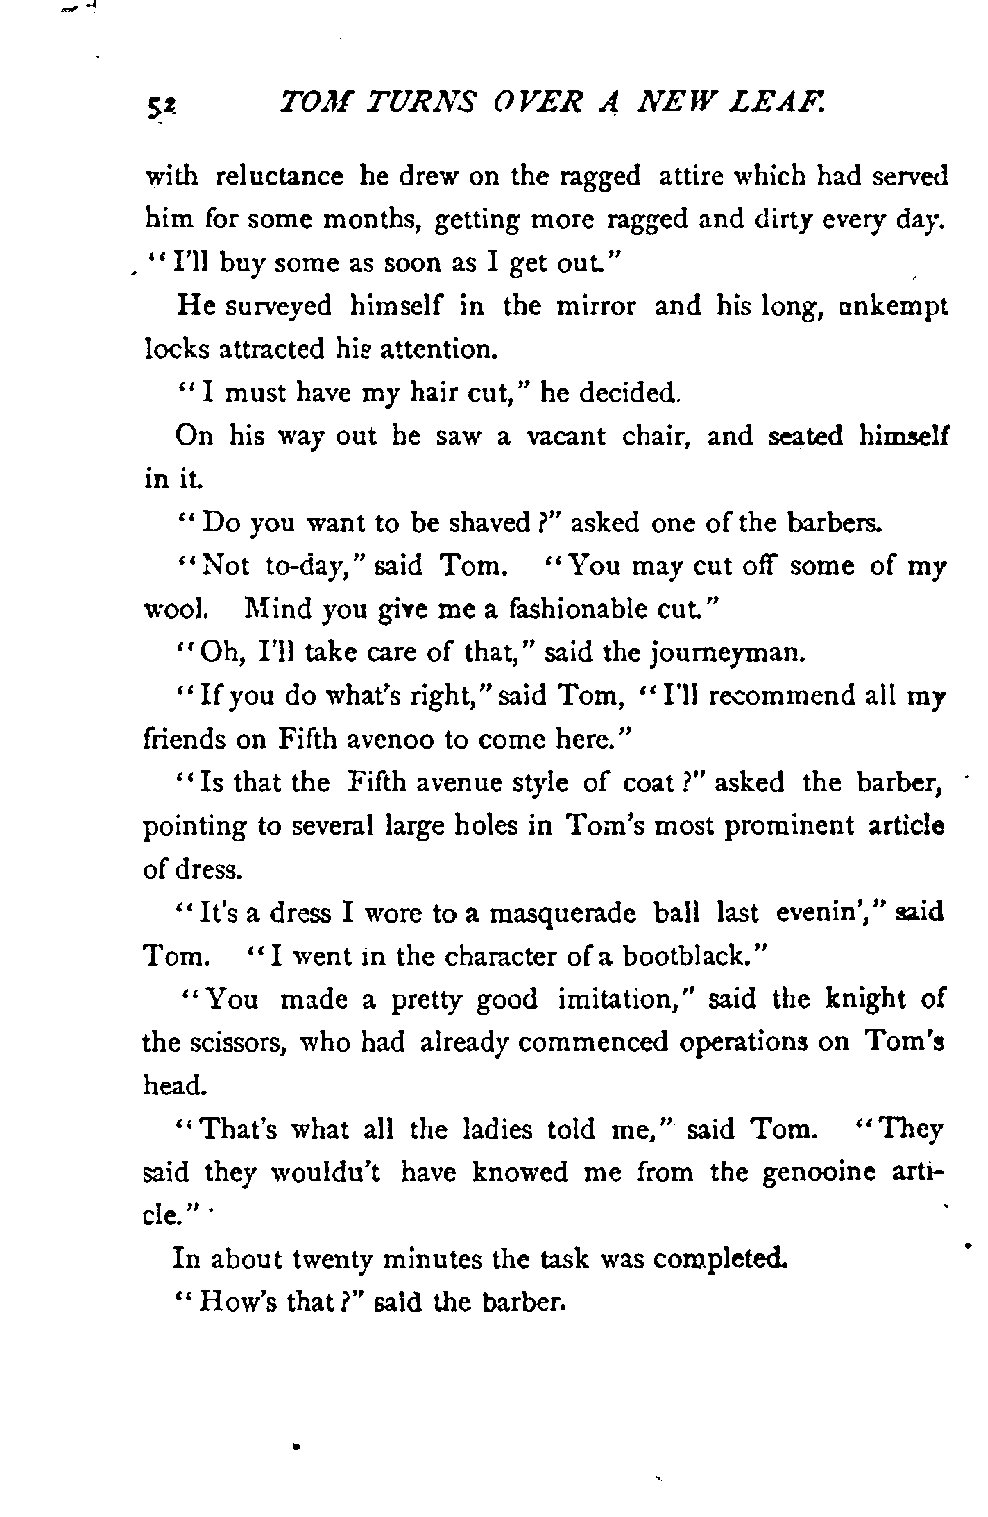 52 TOM TURNS OVER A NEW LEAF.
with reluctance he drew on the ragged attire which had served
him for some months, getting more ragged and dirty every day.
"I'll buy some as soon as I get out."
He surveyed himself in the mirror and his long, unkempt
locks attracted his attention.
"I must have my hair cut," he decided.
On his way out he saw a vacant chair, and seated himself
in it.
"Do you want to be shaved?" asked one of the barbers.
"Not to-day," said Tom. "You may cut off some of my
wool. Mind you give me a fashionable cut."
"Oh, I'll take care of that," said the journeyman.
"If you do what's right," said Tom, "I'll recommend all my
friends on Fifth avenoo to come here."
"Is that the Fifth avenue style of coat?" asked the barber,
pointing to several large holes in Tom's most prominent article
of dress.
"It's a dress I wore to a masquerade ball last evenin'," said
Tom. "I went in the character of a bootblack."
"You made a pretty good imitation," said the knight of
the scissors, who had already commenced operations on Tom's
head.
"That's what all the ladies told me," said Tom. "They
said they wouldu't have knowed me from the genooine arti-
cle."
In about twenty minutes the task was completed.
"How's that?" said the barber.